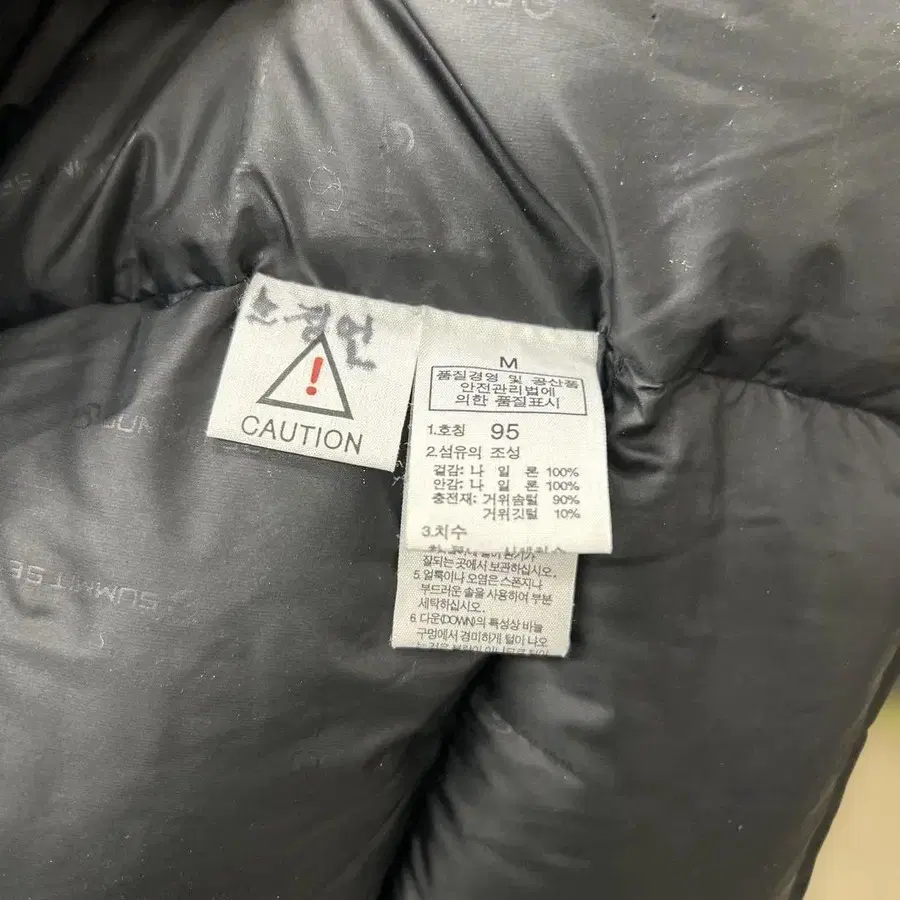 SUMMIT SE
CAUTION
M
품질경영 및 공산품
안전관리법에
의한 품질표시
1.호칭 95
2.섬유의 조성
겉감: 나 일 론 100%
안감: 나 일 론 100%
충전재: 거위솜털 90%
거위깃털 10%
3.치수
잘되는 곳에서 보관하십시오.
5. 얼룩이나 오염은 스폰지나
부드러운 솔을 사용하여 부분
세탁하십시오.
6. 다운(DOWN)의 특성상 바늘
구멍에서 경미하게 털이 나오